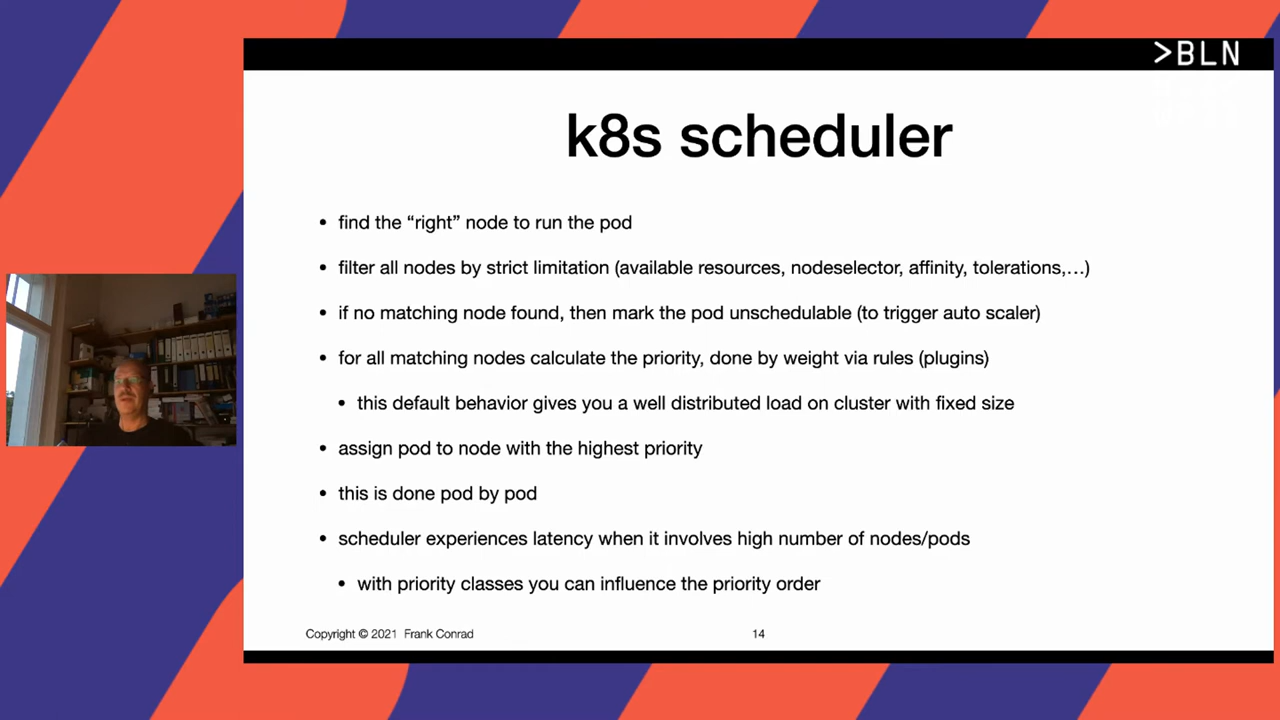 >BLN
k8s scheduler
• find the “right” node to run the pod
• filter all nodes by strict limitation (available resources, nodeselector, affinity, tolerations,…)
• if no matching node found, then mark the pod unschedulable (to trigger auto scaler)
• for all matching nodes calculate the priority, done by weight via rules (plugins)
• this default behavior gives you a well distributed load on cluster with fixed size
• assign pod to node with the highest priority
• this is done pod by pod
• scheduler experiences latency when it involves high number of nodes/pods
• with priority classes you can influence the priority order
Copyright © 2021 Frank Conrad
14